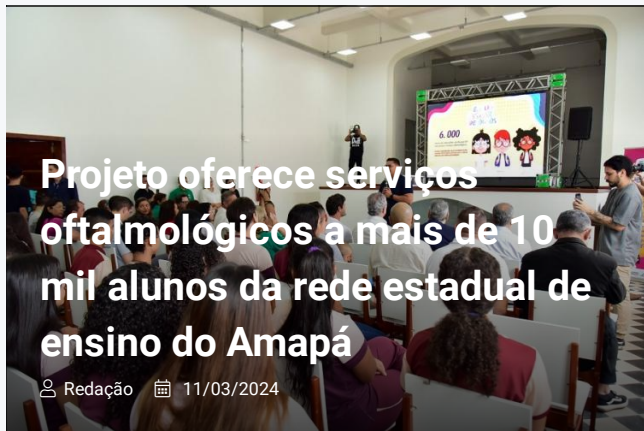 6.000
Projeto oferece serviços
oftalmológicos a mais de 10
mil alunos da rede estadual de
ensino do Amapá
Redação 11/03/2024